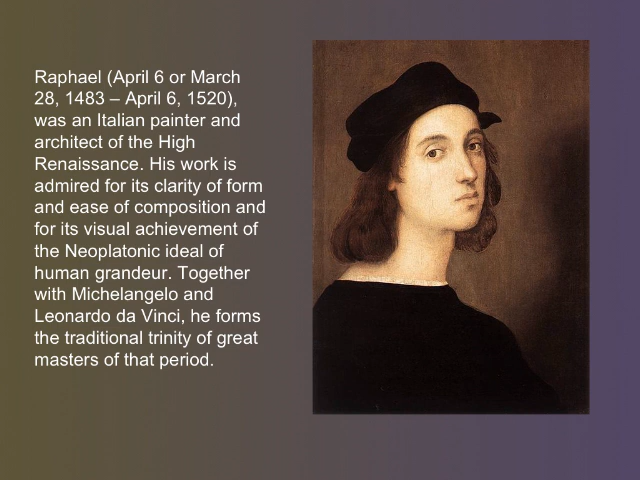 Raphael (April 6 or March
28, 1483 – April 6, 1520),
was an Italian painter and
architect of the High
Renaissance. His work is
admired for its clarity of form
and ease of composition and
for its visual achievement of
the Neoplatonic ideal of
human grandeur. Together
with Michelangelo and
Leonardo da Vinci, he forms
the traditional trinity of great
masters of that period.